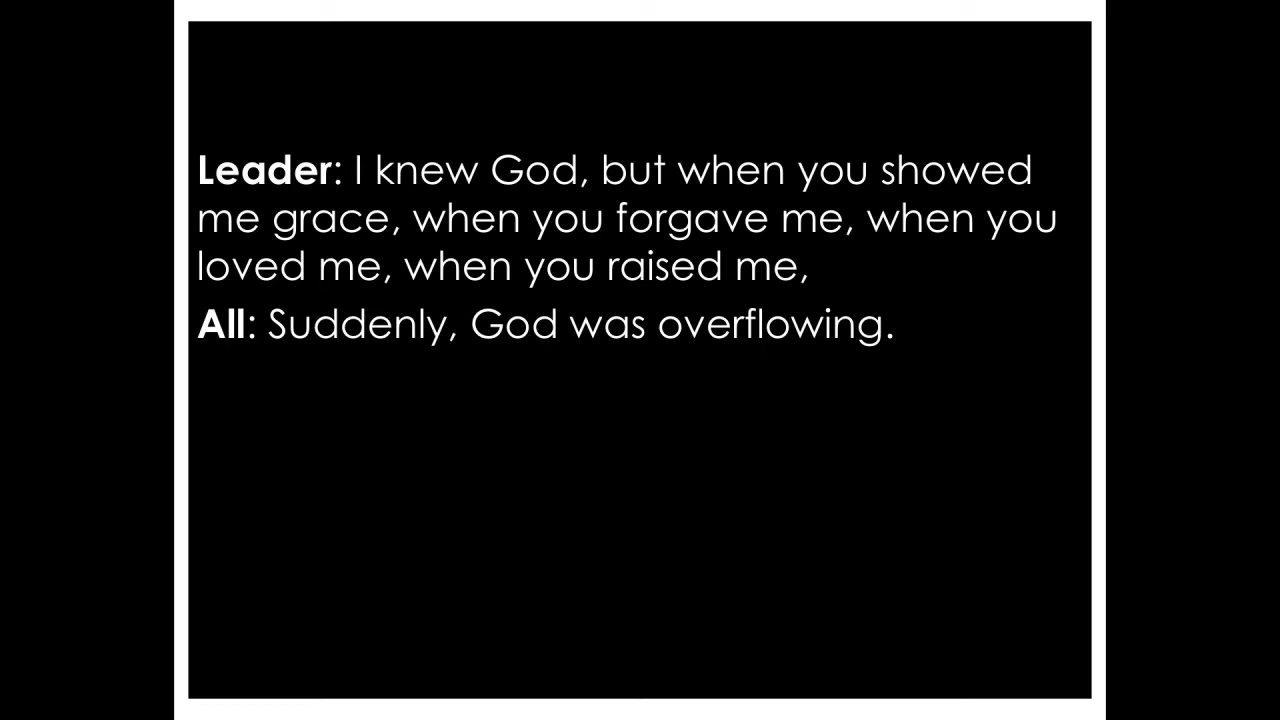 Leader: I knew God, but when you showed
me grace, when you forgave me, when you
loved me, when you raised me,
All: Suddenly, God was overflowing.